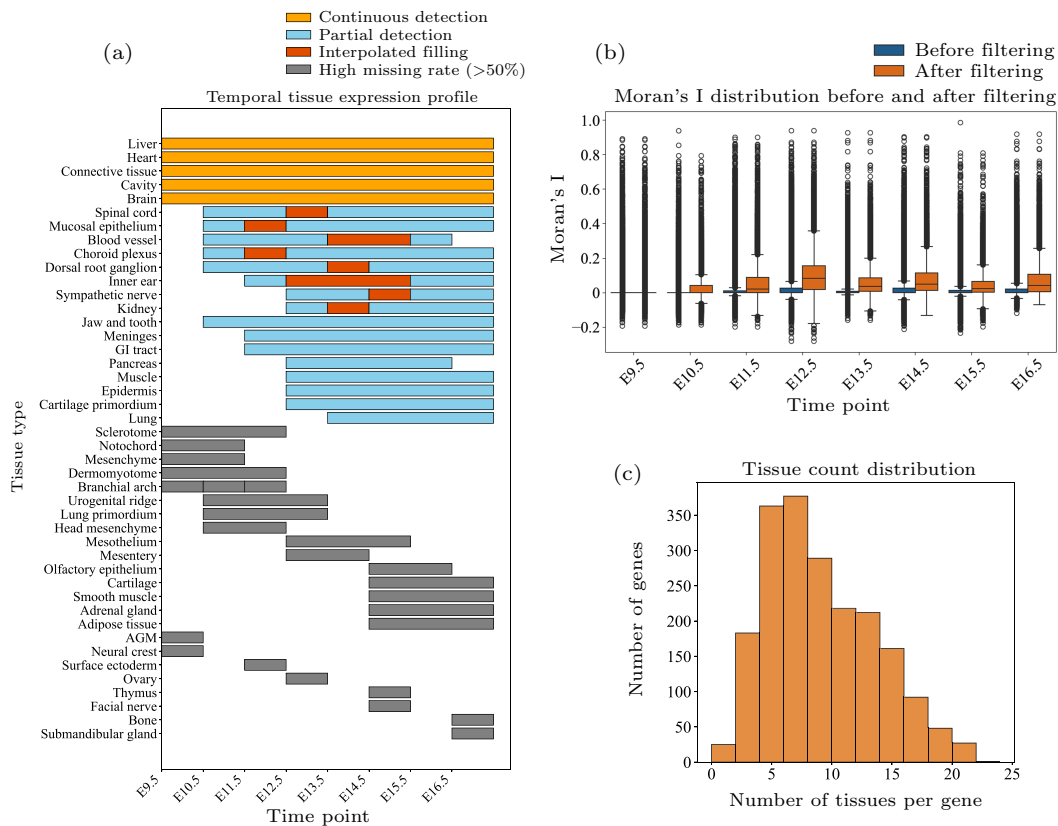 (a)
Continuous detection
Partial detection
Interpolated filling
High missing rate (>50%)
Temporal tissue expression profile
Tissue type
Liver
Heart
Connective tissue
Cavity
Brain
Spinal cord
Mucosal epithelium
Blood vessel
Choroid plexus
Dorsal root ganglion
Inner ear
Sympathetic nerve
Kidney
Jaw and tooth
Meninges
GI tract
Pancreas
Muscle
Epidermis
Cartilage primordium
Lung
Sclerotome
Notochord
Mesenchyme
Dermomyotome
Branchial arch
Urogenital ridge
Lung primordium
Head mesenchyme
Mesothelium
Mesentery
Olfactory epithelium
Cartilage
Smooth muscle
Adrenal gland
Adipose tissue
AGM
Neural crest
Surface ectoderm
Ovary
Thymus
Facial nerve
Bone
Submandibular gland
E9.5 E10.5 E11.5 E12.5 E13.5 E14.5 E15.5 E16.5
Time point
(b)
Before filtering
After filtering
Moran's I distribution before and after filtering
Moran's I
1.0
0.8
0.6
0.4
0.2
0
−0.2
E9.5 E10.5 E11.5 E12.5 E13.5 E14.5 E15.5 E16.5
Time point
(c)
Tissue count distribution
Number of genes
350
300
250
200
150
100
50
0
0 5 10 15 20 25
Number of tissues per gene